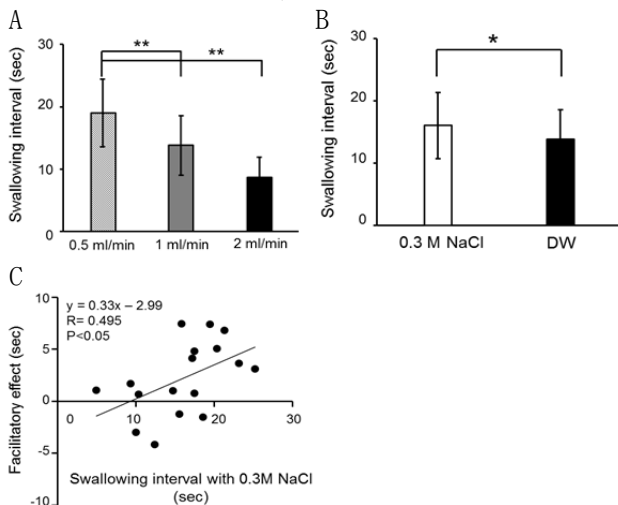 A
Swallowing interval (sec)
30
20
10
0
**
**
0.5 ml/min
1 ml/min
2 ml/min
B
Swallowing interval (sec)
30
20
10
0
*
0.3 M NaCl
DW
C
Facilitatory effect (sec)
10
5
0
-5
-10
y = 0.33x – 2.99
R= 0.495
P<0.05
0
10
20
30
Swallowing interval with 0.3M NaCl
(sec)